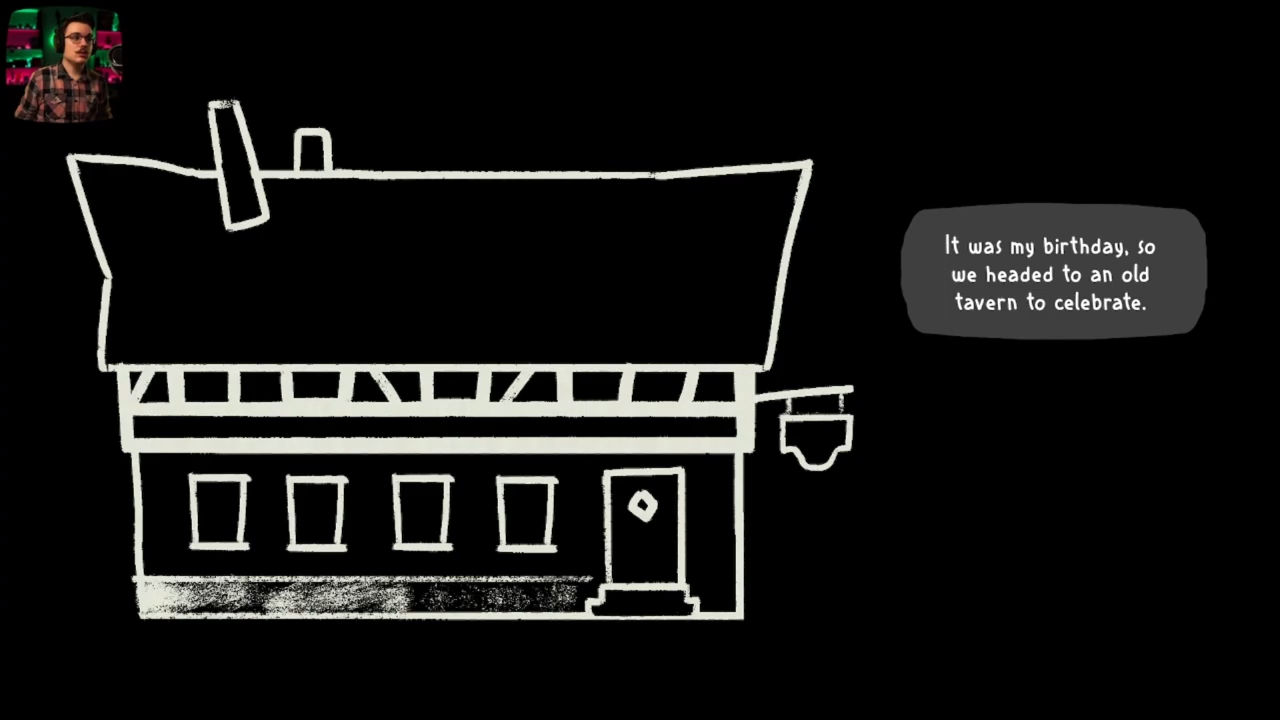 It was my birthday, so
we headed to an old
tavern to celebrate.